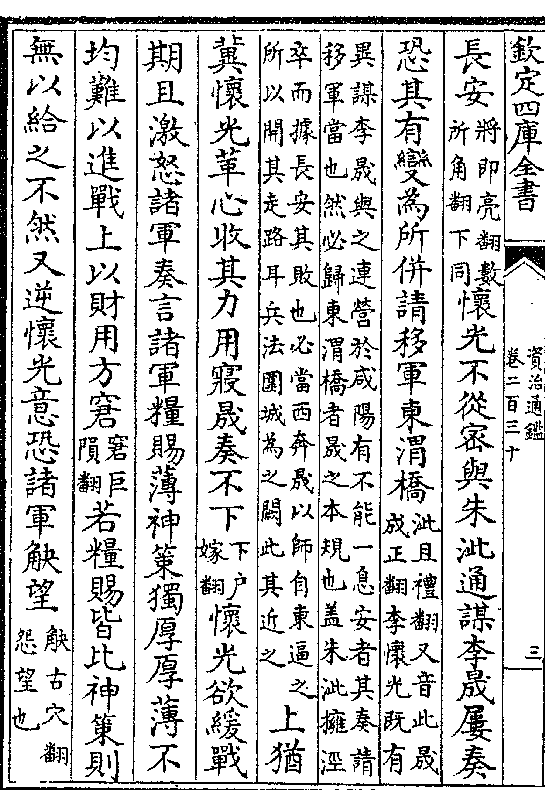 欽定四庫全書 資治通鑑 卷二百三十 三
長安將即亮翻數所角翻下同懷光不從宻與朱泚通謀李晟屢奏
恐其有變為所併請移軍東渭橋泚且禮翻又音此晟成正翻李懷光既有
異謀李晟與之連營於咸陽有不能一息安者其奏請
移軍當也然必歸東渭橋者晟之本規也盖朱泚擁涇
卒而據長安其敗也必當西奔晟以師自東逼之
所以開其走路耳兵法圍城為之闕此其近之上猶
冀懷光革心收其力用寢晟奏不下下户嫁翻懷光欲緩戰
期且激怒諸軍奏言諸軍糧賜薄神策獨厚厚薄不
均難以進戰上以財用方窘窘巨隕翻若糧賜皆比神策則
無以給之不然又逆懷光意恐諸軍觖望觖古穴翻怨望也